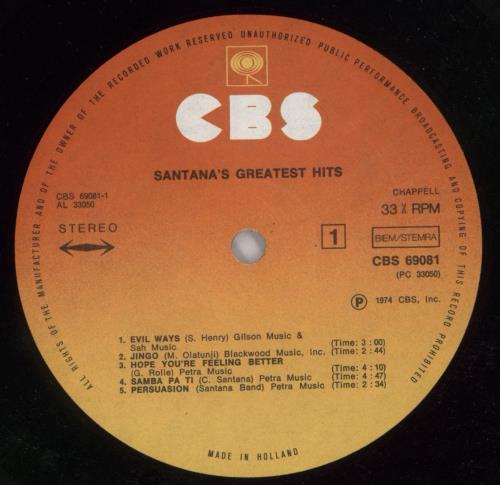 ALL RIGHTS OF THE MANUFACTURER AND OF THE OWNER OF THE RECORDED WORK RESERVED UNAUTHORIZED PUBLIC PERFORMANCE BROADCASTING AND COPYING OF THIS RECORD PROHIBITED
CBS
SANTANA'S GREATEST HITS
CBS 69081-1
AL 33050
STEREO
CHAPPELL
33⅓ RPM
1
BIEM/STEMRA
CBS 69081
(PC 33050)
℗ 1974 CBS, Inc.
1. EVIL WAYS (S. Henry) Gilson Music &
Sah Music (Time: 3 : 00)
2. JINGO (M. Olatunji) Blackwood Music, Inc. (Time: 2 : 44)
3. HOPE YOU'RE FEELING BETTER
(G. Rolie) Petra Music (Time: 4 : 10)
4. SAMBA PA TI (C. Santana) Petra Music (Time: 4 : 47)
5. PERSUASION (Santana Band) Petra Music (Time: 2 : 34)
MADE IN HOLLAND